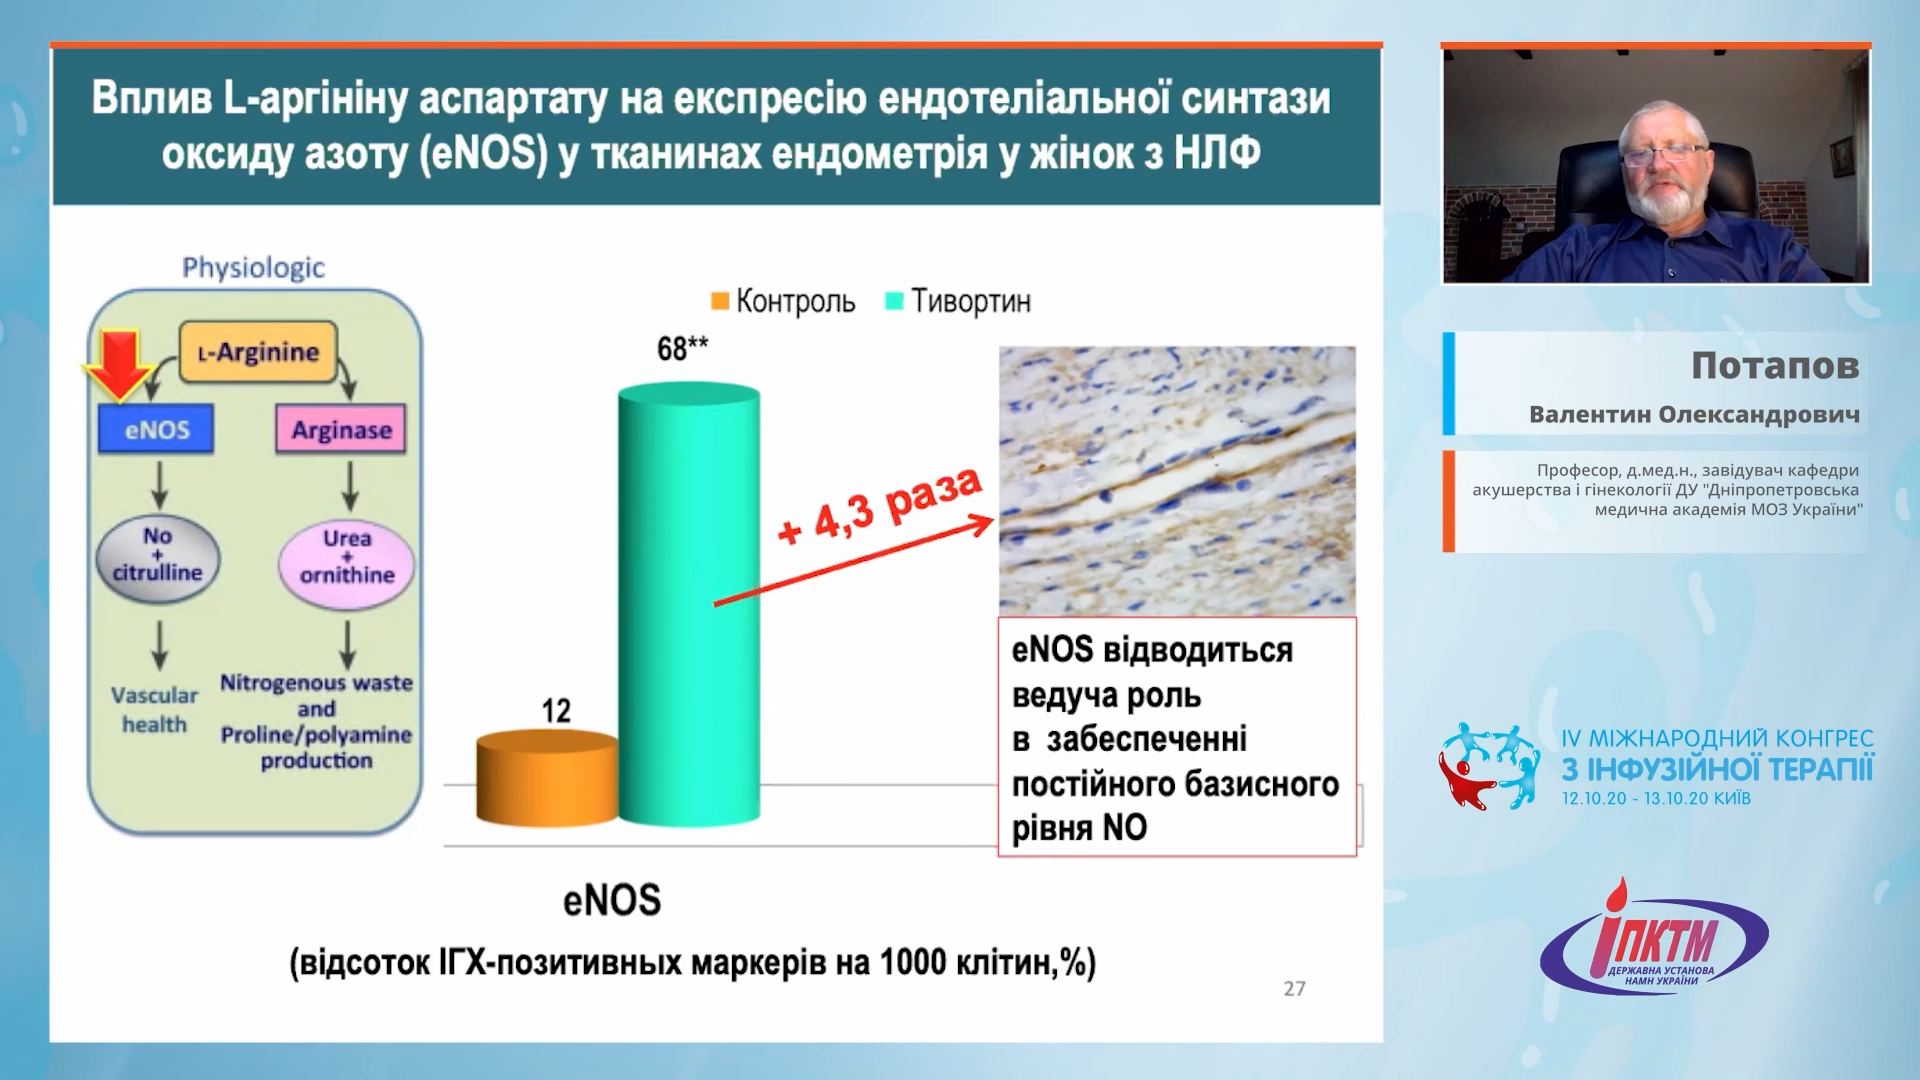 Вплив L-аргініну аспартату на експресію ендотеліальної синтази
оксиду азоту (eNOS) у тканинах ендометрія у жінок з НЛФ
Physiologic
L-Arginine
eNOS
Arginase
No
+
citrulline
Urea
+
ornithine
Vascular
health
Nitrogenous waste
and
Proline/polyamine
production
Контроль
Тивортин
68**
12
+ 4,3 раза
eNOS відводиться
ведуча роль
в забеспеченні
постійного базисного
рівня NO
eNOS
(відсоток ІГХ-позитивных маркерів на 1000 клітин,%)
27
Потапов
Валентин Олександрович
Професор, д.мед.н., завідувач кафедри
акушерства і гінекології ДУ "Дніпропетровська
медична академія МОЗ України"
IV МІЖНАРОДНИЙ КОНГРЕС
З ІНФУЗІЙНОЇ ТЕРАПІЇ
12.10.20 - 13.10.20 КИЇВ
ІПКТМ
ДЕРЖАВНА УСТАНОВА
НАМН УКРАЇНИ